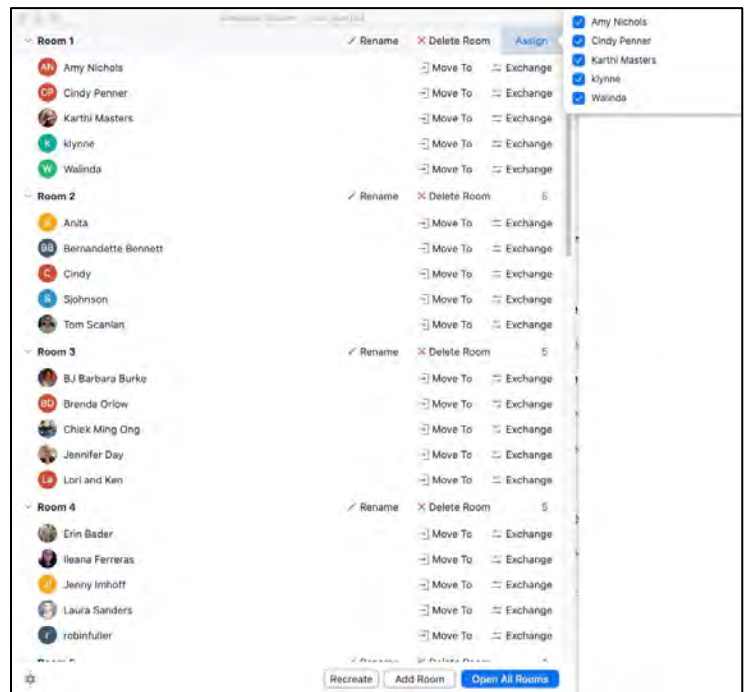 Room 1 Rename Delete Room Assign
AN Amy Nichols Move To Exchange
CP Cindy Penner Move To Exchange
Karthi Masters Move To Exchange
k klynne Move To Exchange
W Walinda Move To Exchange
Amy Nichols
Cindy Penner
Karthi Masters
klynne
Walinda
Room 2 Rename Delete Room 5
Anita Move To Exchange
BB Bernandette Bennett Move To Exchange
C Cindy Move To Exchange
S Sjohnson Move To Exchange
Tom Scanlan Move To Exchange
Room 3 Rename Delete Room 5
BJ Barbara Burke Move To Exchange
BO Brenda Orlow Move To Exchange
Chiek Ming Ong Move To Exchange
Jennifer Day Move To Exchange
La Lori and Ken Move To Exchange
Room 4 Rename Delete Room 5
Erin Bader Move To Exchange
Ileana Ferreras Move To Exchange
JI Jenny Imhoff Move To Exchange
Laura Sanders Move To Exchange
r robinfuller Move To Exchange
Recreate Add Room Open All Rooms